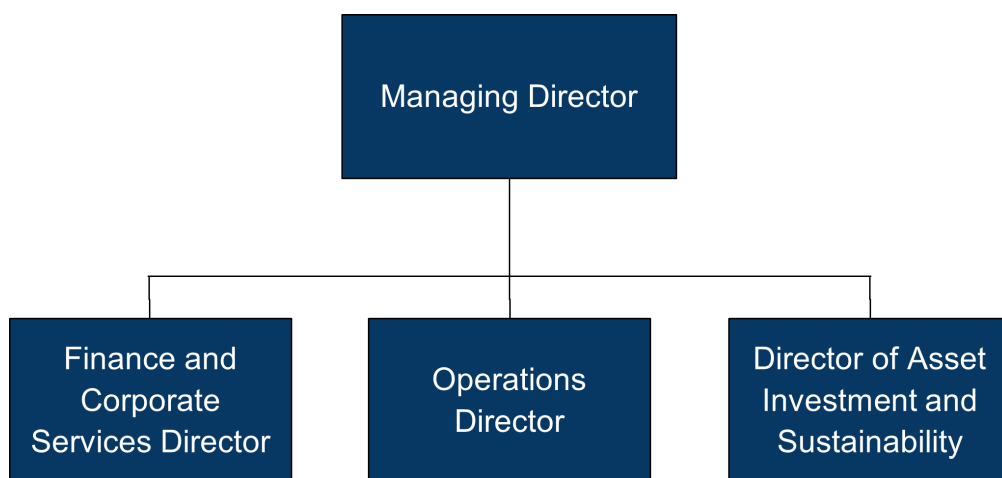 Managing Director
Finance and
Corporate
Services Director
Operations
Director
Director of Asset
Investment and
Sustainability